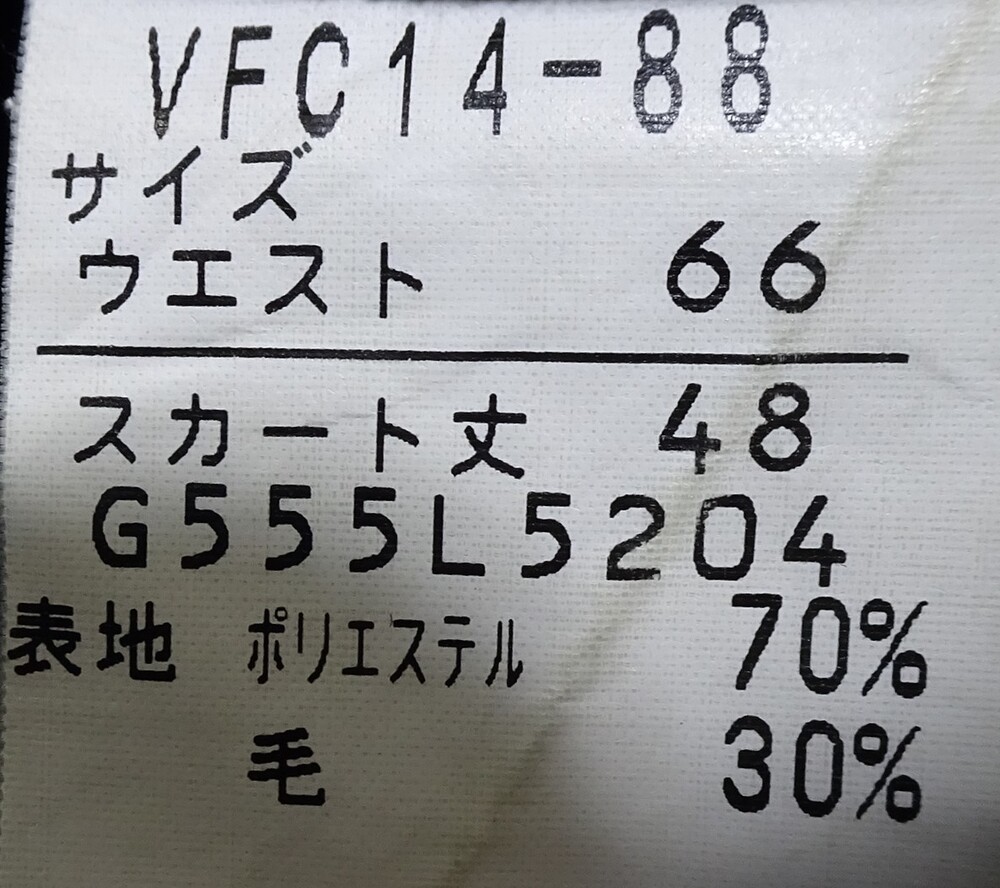 VFC14-88
サイズ
ウエスト 66
スカート丈 48
G555L5204
表地 ポリエステル 70%
毛 30%